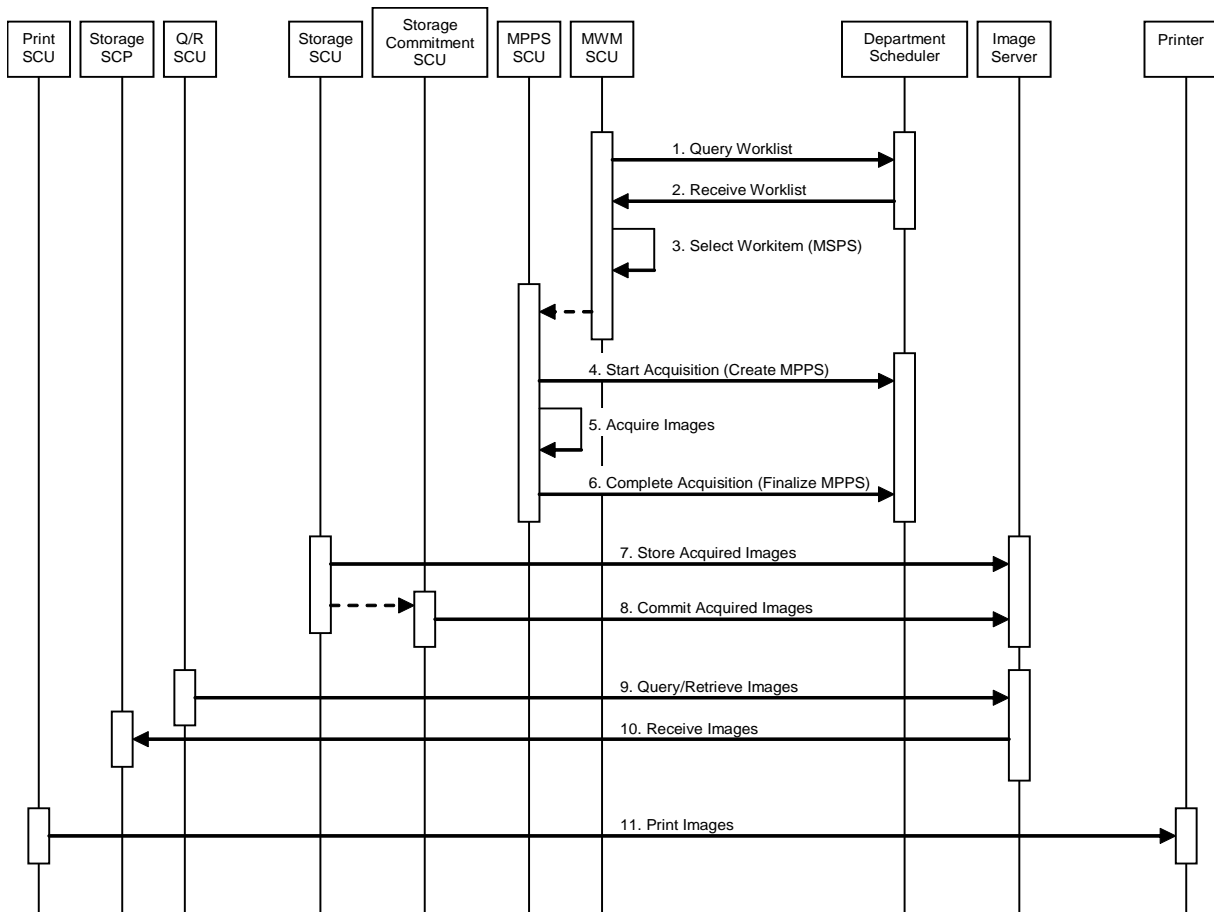 Print
SCU
Storage
SCP
Q/R
SCU
Storage
SCU
Storage
Commitment
SCU
MPPS
SCU
MWM
SCU
Department
Scheduler
Image
Server
Printer
1. Query Worklist
2. Receive Worklist
3. Select Workitem (MSPS)
4. Start Acquisition (Create MPPS)
5. Acquire Images
6. Complete Acquisition (Finalize MPPS)
7. Store Acquired Images
8. Commit Acquired Images
9. Query/Retrieve Images
10. Receive Images
11. Print Images